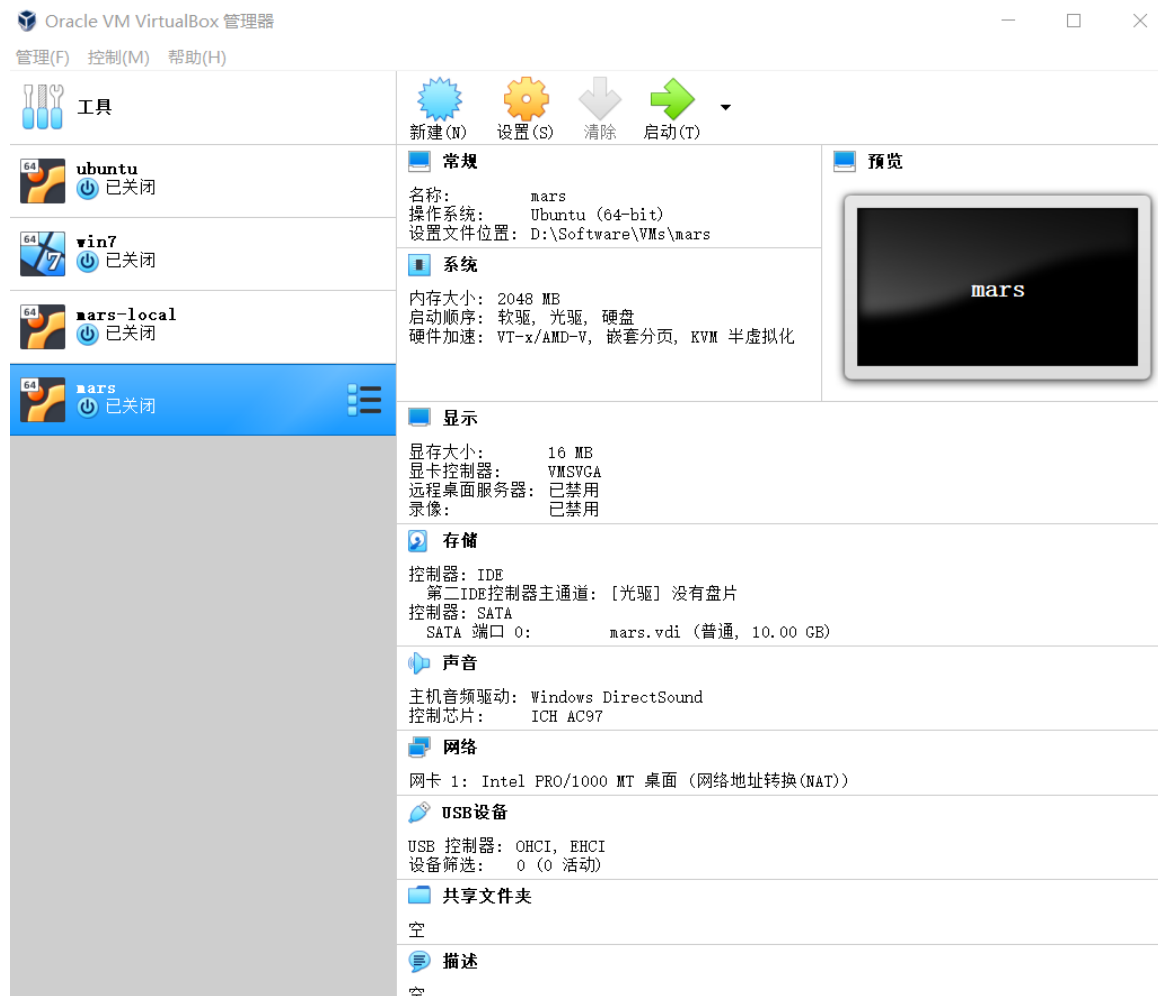 Oracle VM VirtualBox 管理器
管理(F) 控制(M) 帮助(H)
工具
新建(N) 设置(S) 清除 启动(T)
64
ubuntu
已关闭
64
7
win7
已关闭
64
mars-local
已关闭
64
mars
已关闭
常规
名称: mars
操作系统: Ubuntu (64-bit)
设置文件位置: D:\Software\VMs\mars
预览
mars
系统
内存大小: 2048 MB
启动顺序: 软驱, 光驱, 硬盘
硬件加速: VT-x/AMD-V, 嵌套分页, KVM 半虚拟化
显示
显存大小: 16 MB
显卡控制器: VMSVGA
远程桌面服务器: 已禁用
录像: 已禁用
存储
控制器: IDE
第二IDE控制器主通道: [光驱] 没有盘片
控制器: SATA
SATA 端口 0: mars.vdi (普通, 10.00 GB)
声音
主机音频驱动: Windows DirectSound
控制芯片: ICH AC97
网络
网卡 1: Intel PRO/1000 MT 桌面 (网络地址转换(NAT))
USB设备
USB 控制器: OHCI, EHCI
设备筛选: 0 (0 活动)
共享文件夹
空
描述
空